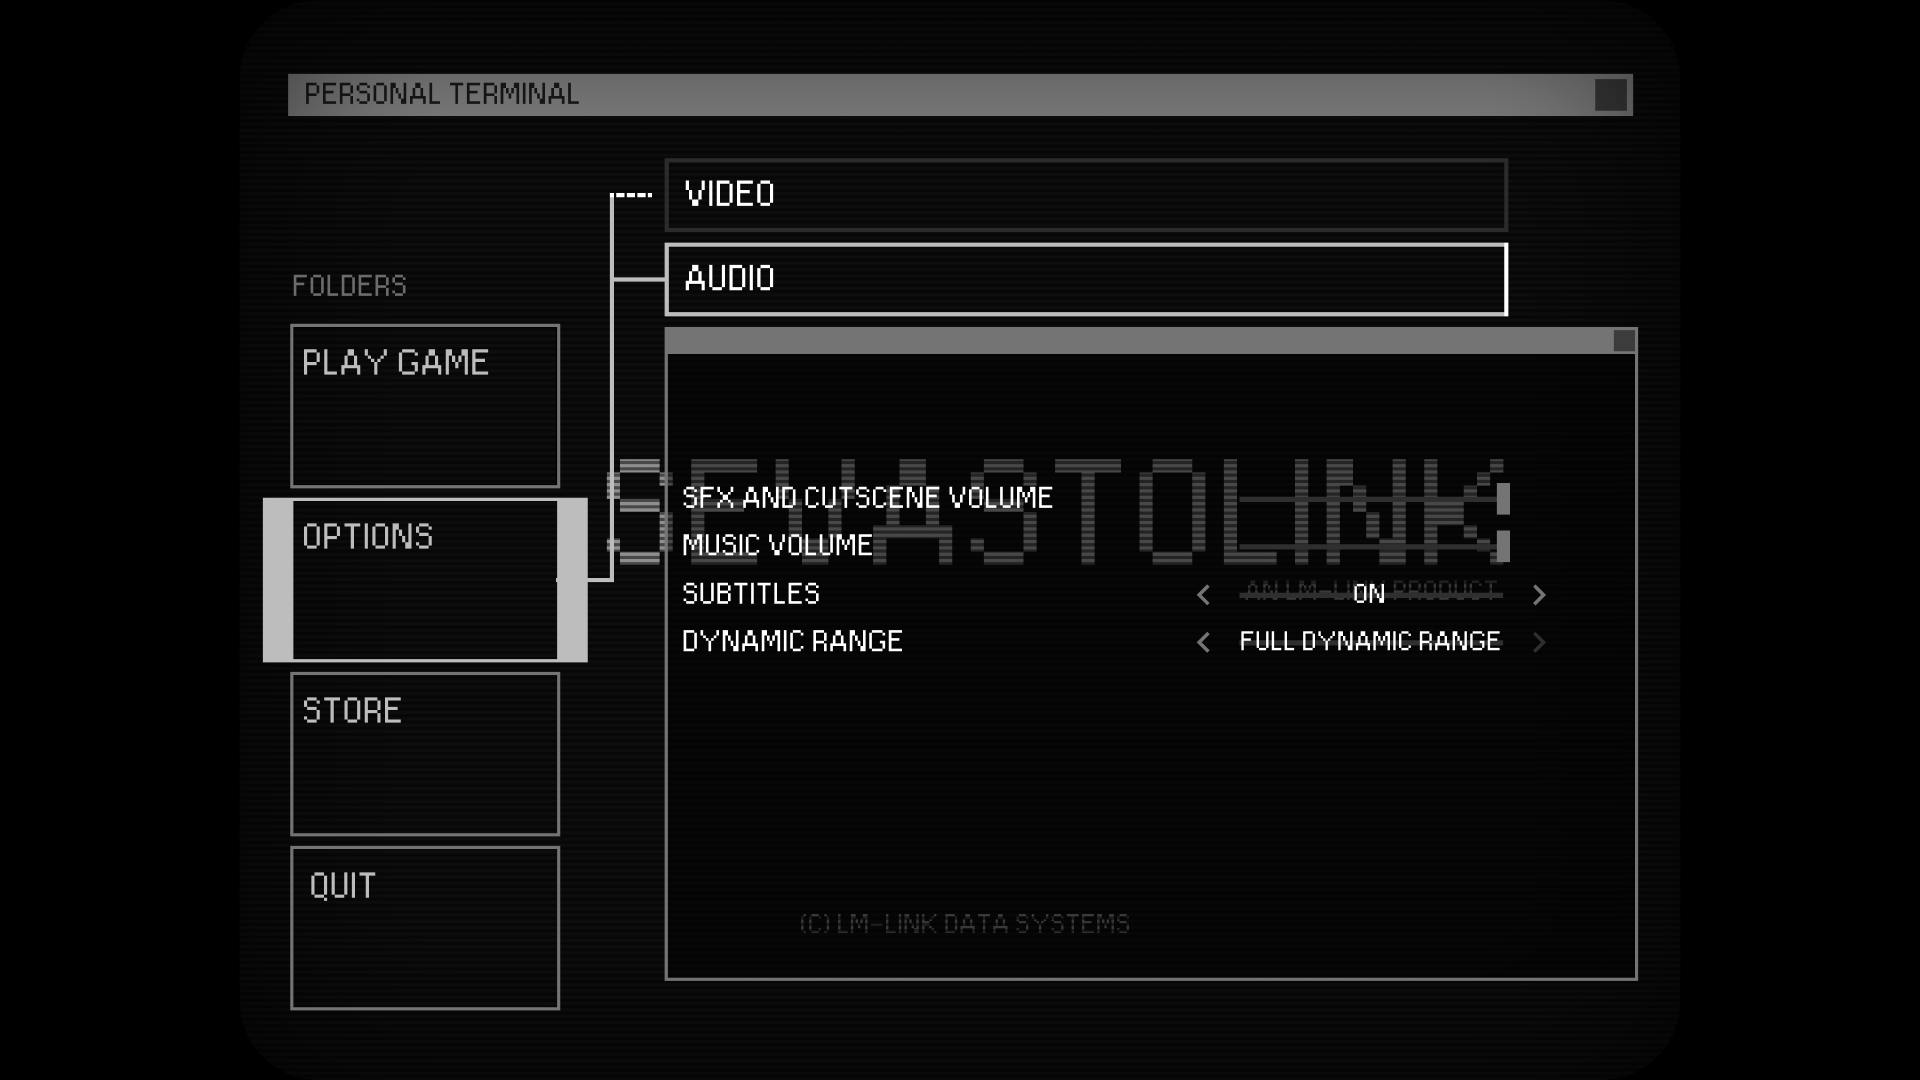 PERSONAL TERMINAL
VIDEO
AUDIO
FOLDERS
PLAY GAME
OPTIONS
STORE
QUIT
SEVASTOLINK
SFX AND CUTSCENE VOLUME
MUSIC VOLUME
AN LM-LINK PRODUCT
SUBTITLES < ON >
DYNAMIC RANGE < FULL DYNAMIC RANGE >
(C) LM-LINK DATA SYSTEMS